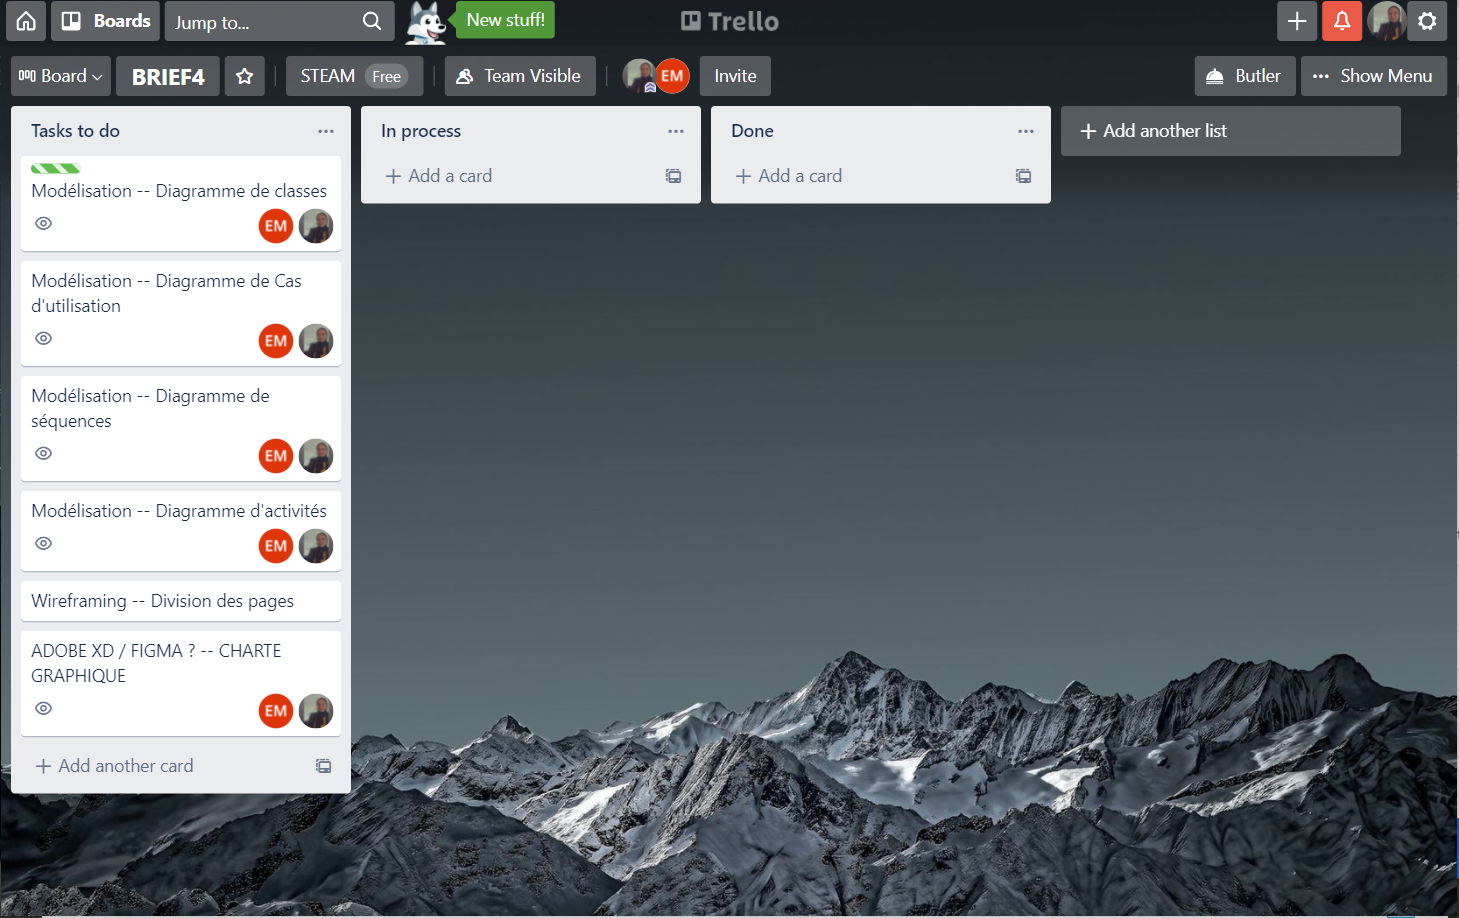 Boards
Jump to...
New stuff!
Trello
Board
BRIEF4
STEAM Free
Team Visible
EM
Invite
Butler
··· Show Menu
Tasks to do ···
Modélisation -- Diagramme de classes
EM
Modélisation -- Diagramme de Cas
d'utilisation
EM
Modélisation -- Diagramme de
séquences
EM
Modélisation -- Diagramme d'activités
EM
Wireframing -- Division des pages
ADOBE XD / FIGMA ? -- CHARTE
GRAPHIQUE
EM
+ Add another card
In process ···
+ Add a card
Done ···
+ Add a card
+ Add another list